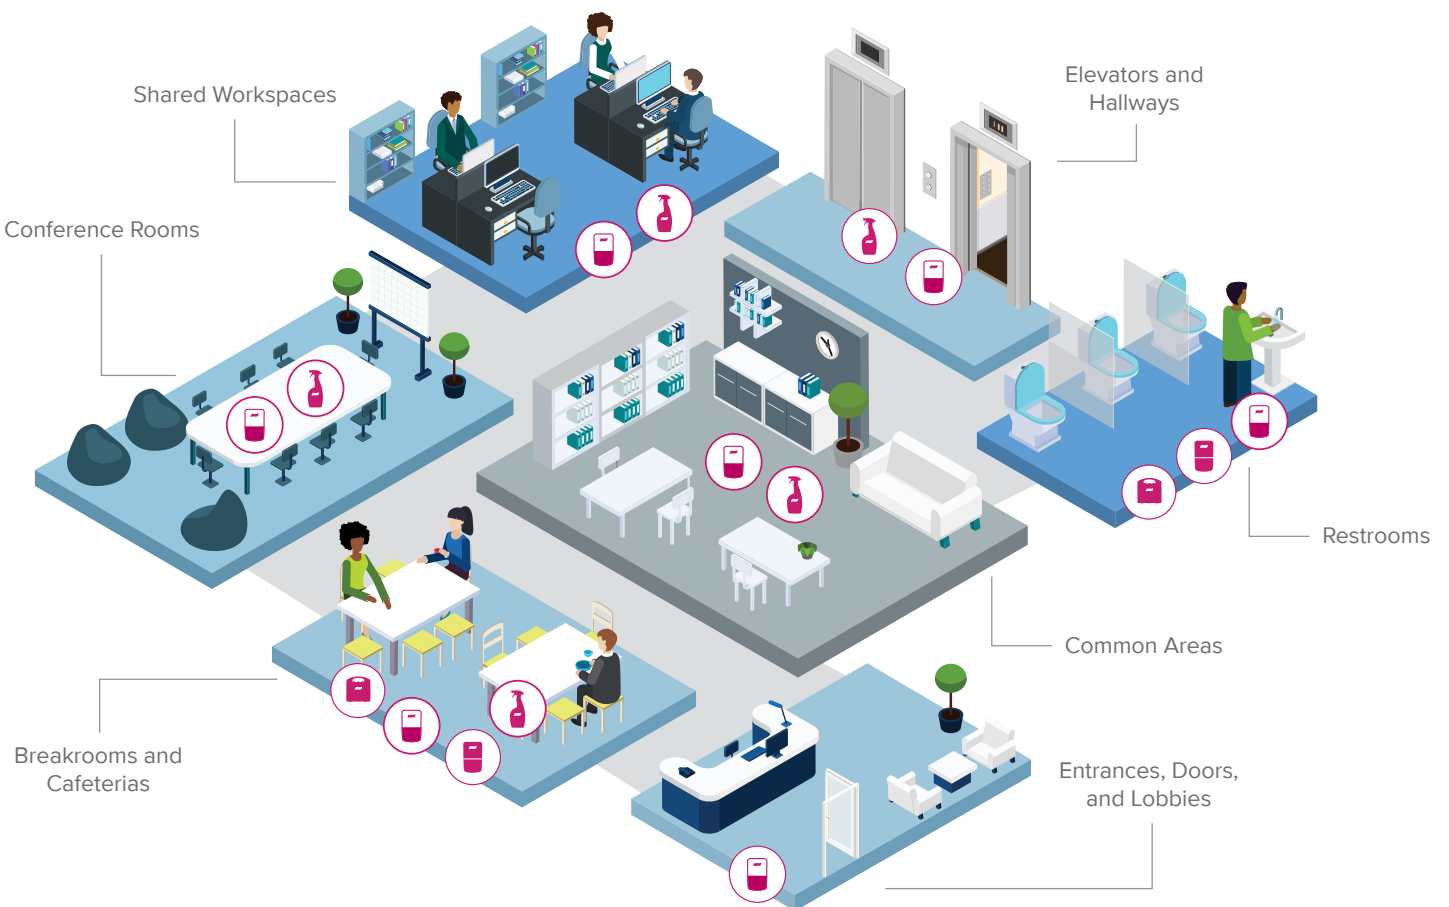 Shared Workspaces
Elevators and
Hallways
Conference Rooms
Restrooms
Common Areas
Breakrooms and
Cafeterias
Entrances, Doors,
and Lobbies